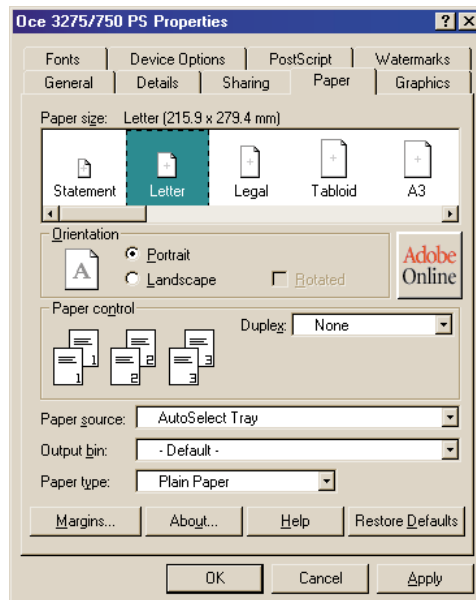 Oce 3275/750 PS Properties
Fonts Device Options PostScript Watermarks
General Details Sharing Paper Graphics
Paper size: Letter (215.9 x 279.4 mm)
Statement Letter Legal Tabloid A3
Orientation
A
Portrait
Landscape
Rotated
Adobe
Online
Paper control
Duplex: None
1 1 2 2 3 3
Paper source: AutoSelect Tray
Output bin: - Default -
Paper type: Plain Paper
Margins... About... Help Restore Defaults
OK Cancel Apply